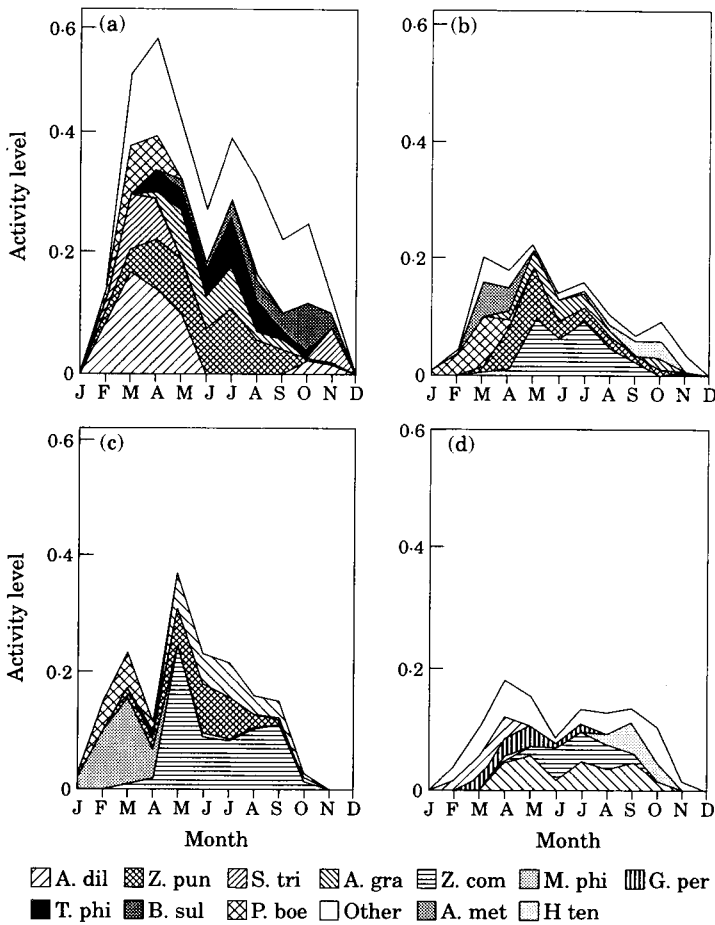 (a)
0·6
0·4
0·2
0
Activity level
J F M A M J J A S O N D
(b)
0·6
0·4
0·2
0
J F M A M J J A S O N D
(c)
0·6
0·4
0·2
0
Activity level
J F M A M J J A S O N D
Month
(d)
0·6
0·4
0·2
0
J F M A M J J A S O N D
Month
A. dil Z. pun S. tri A. gra Z. com M. phi G. per
T. phi B. sul P. boe Other A. met H ten